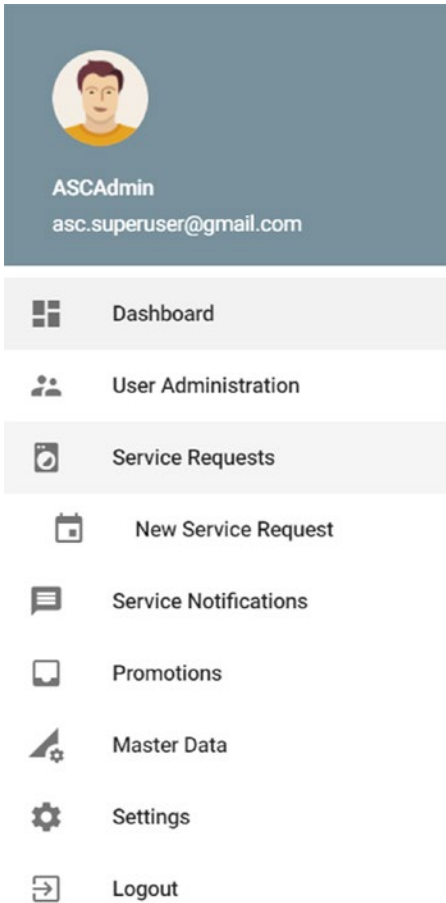 ASCAdmin
asc.superuser@gmail.com
Dashboard
User Administration
Service Requests
New Service Request
Service Notifications
Promotions
Master Data
Settings
Logout